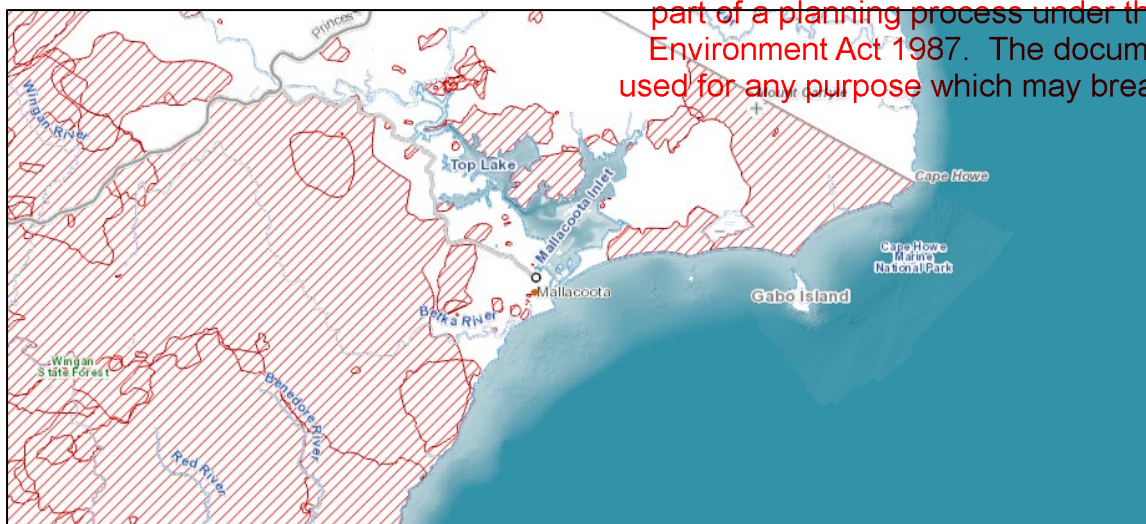 part of a planning process under th
Environment Act 1987. The docum
used for any purpose which may brea
Princes
Mount Carlyle
Wingan River
Top Lake
Mallacoota Inlet
Cape Howe
Cape Howe
Marine
National Park
Gabo Island
Mallacoota
Betka River
Wingan
State Forest
Benedore River
Red River